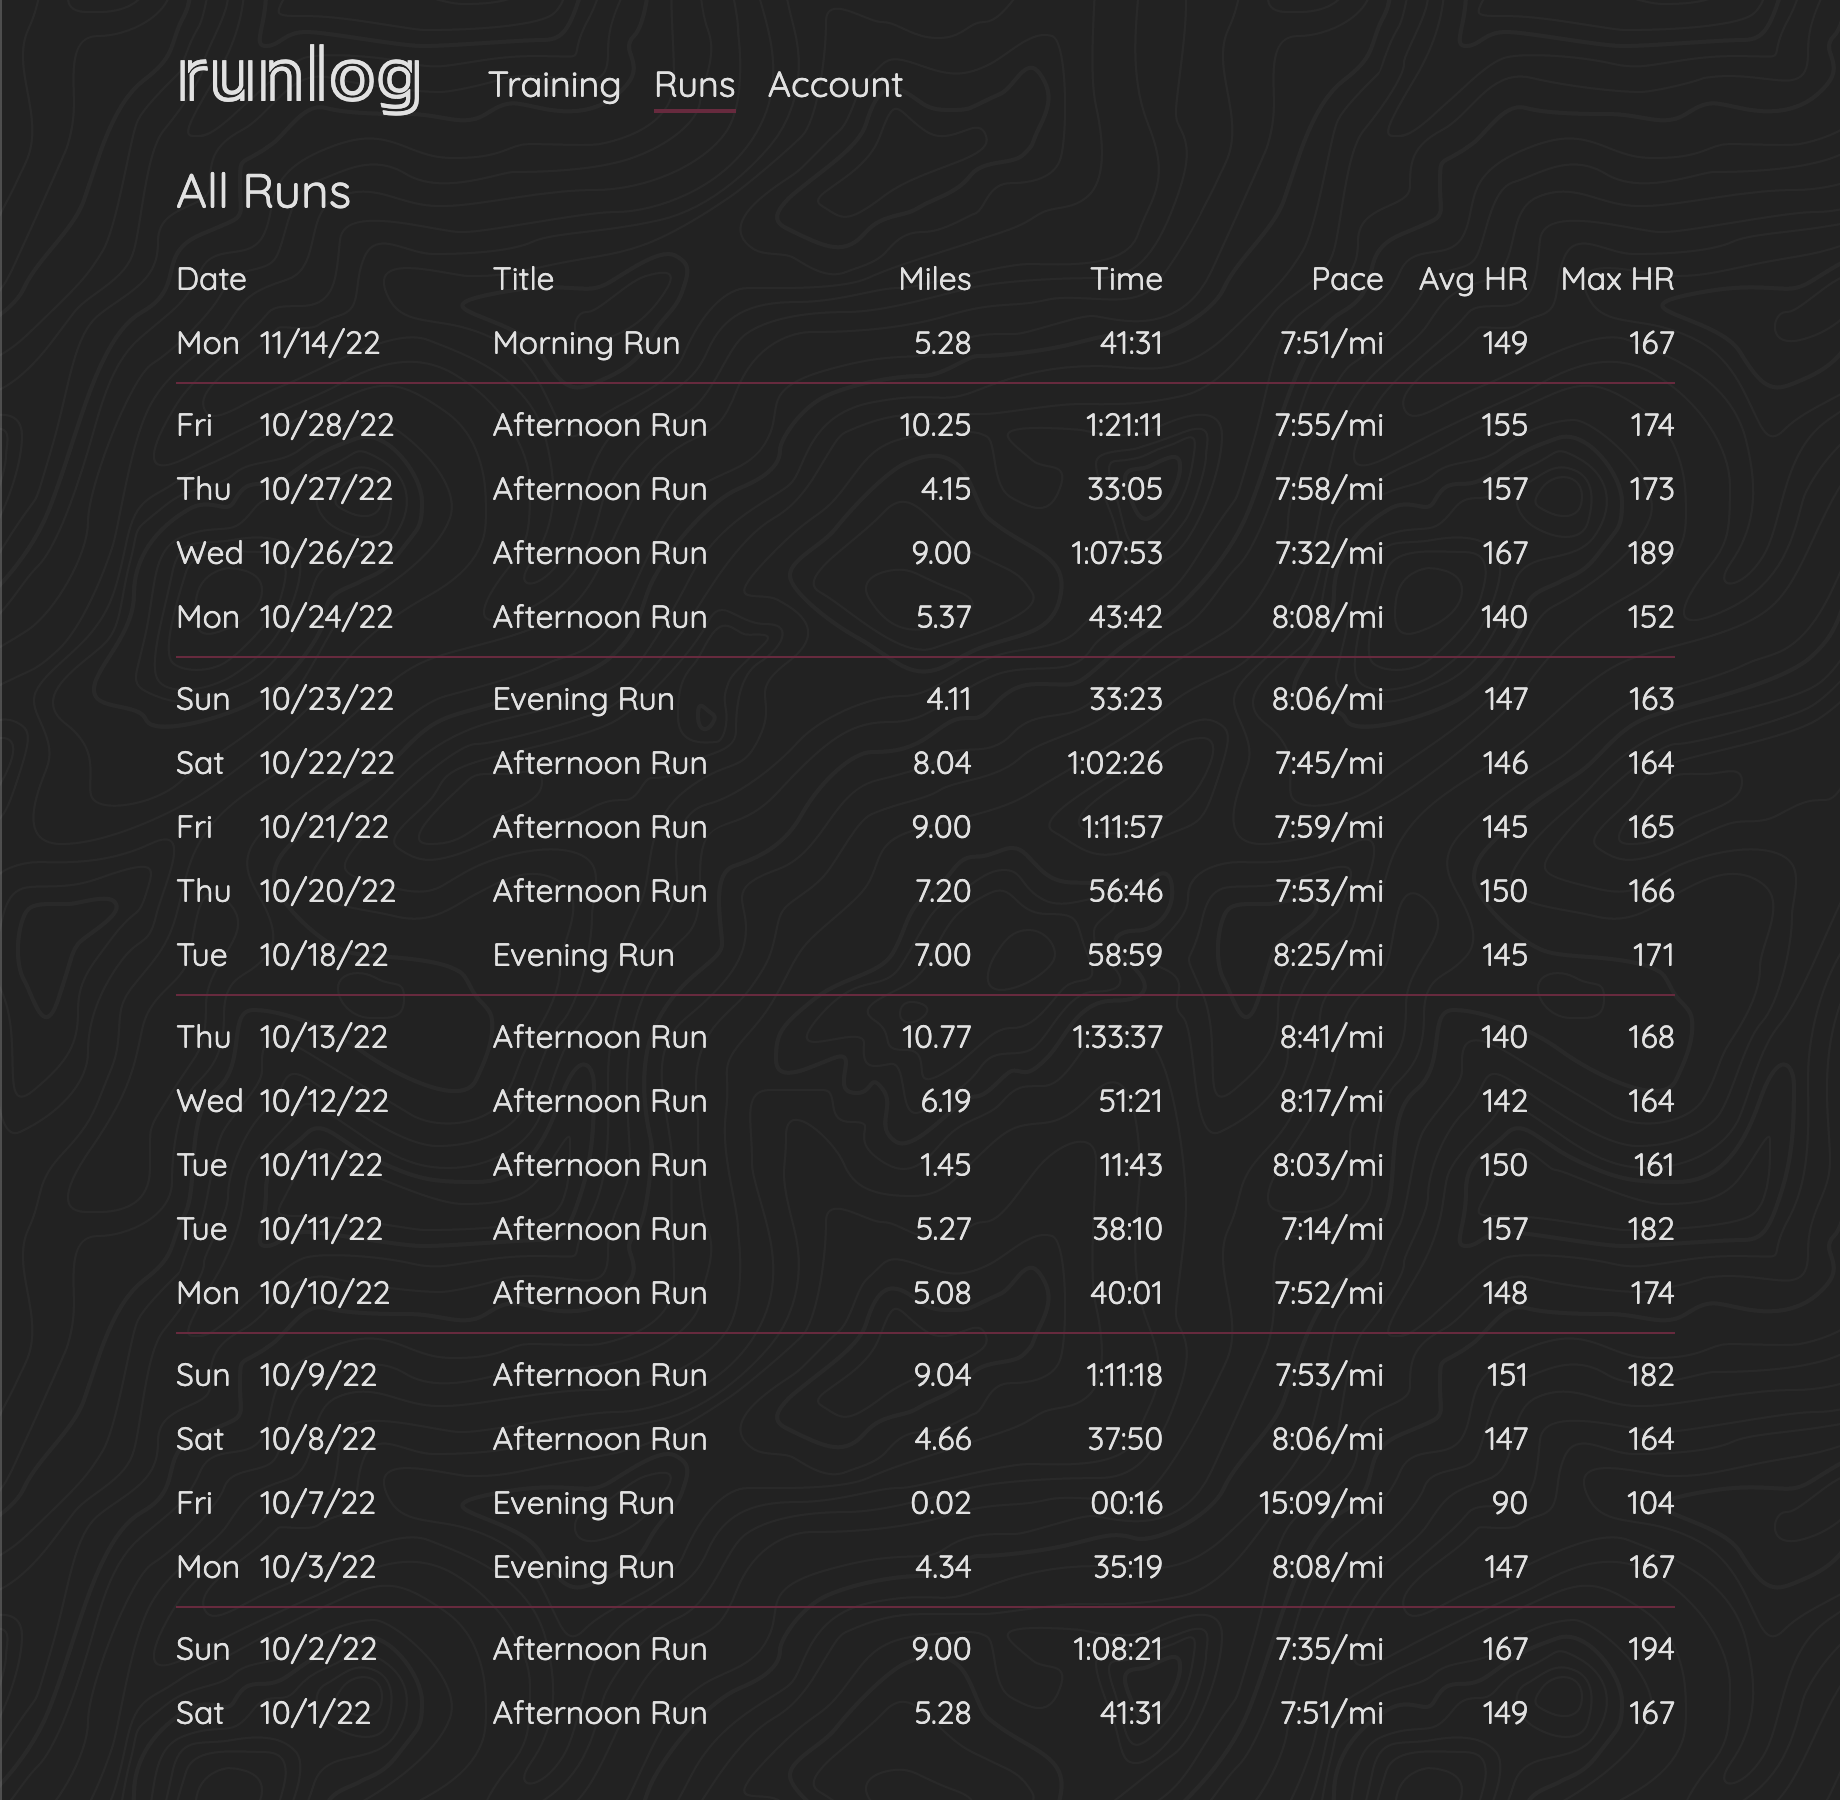 runlog Training Runs Account
All Runs
Date Title Miles Time Pace Avg HR Max HR
Mon 11/14/22 Morning Run 5.28 41:31 7:51/mi 149 167
Fri 10/28/22 Afternoon Run 10.25 1:21:11 7:55/mi 155 174
Thu 10/27/22 Afternoon Run 4.15 33:05 7:58/mi 157 173
Wed 10/26/22 Afternoon Run 9.00 1:07:53 7:32/mi 167 189
Mon 10/24/22 Afternoon Run 5.37 43:42 8:08/mi 140 152
Sun 10/23/22 Evening Run 4.11 33:23 8:06/mi 147 163
Sat 10/22/22 Afternoon Run 8.04 1:02:26 7:45/mi 146 164
Fri 10/21/22 Afternoon Run 9.00 1:11:57 7:59/mi 145 165
Thu 10/20/22 Afternoon Run 7.20 56:46 7:53/mi 150 166
Tue 10/18/22 Evening Run 7.00 58:59 8:25/mi 145 171
Thu 10/13/22 Afternoon Run 10.77 1:33:37 8:41/mi 140 168
Wed 10/12/22 Afternoon Run 6.19 51:21 8:17/mi 142 164
Tue 10/11/22 Afternoon Run 1.45 11:43 8:03/mi 150 161
Tue 10/11/22 Afternoon Run 5.27 38:10 7:14/mi 157 182
Mon 10/10/22 Afternoon Run 5.08 40:01 7:52/mi 148 174
Sun 10/9/22 Afternoon Run 9.04 1:11:18 7:53/mi 151 182
Sat 10/8/22 Afternoon Run 4.66 37:50 8:06/mi 147 164
Fri 10/7/22 Evening Run 0.02 00:16 15:09/mi 90 104
Mon 10/3/22 Evening Run 4.34 35:19 8:08/mi 147 167
Sun 10/2/22 Afternoon Run 9.00 1:08:21 7:35/mi 167 194
Sat 10/1/22 Afternoon Run 5.28 41:31 7:51/mi 149 167